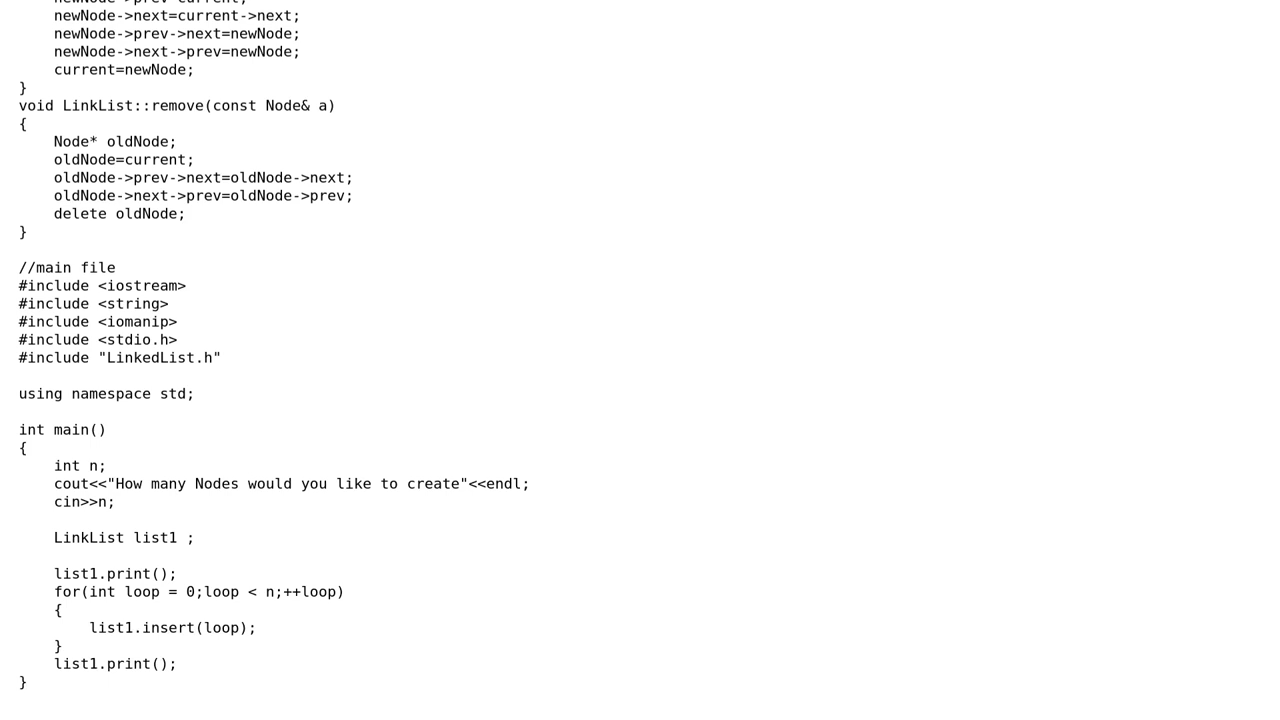 newNode->next=current->next;
    newNode->prev->next=newNode;
    newNode->next->prev=newNode;
    current=newNode;
}
void LinkList::remove(const Node& a)
{
    Node* oldNode;
    oldNode=current;
    oldNode->prev->next=oldNode->next;
    oldNode->next->prev=oldNode->prev;
    delete oldNode;
}

//main file
#include <iostream>
#include <string>
#include <iomanip>
#include <stdio.h>
#include "LinkedList.h"

using namespace std;

int main()
{
    int n;
    cout<<"How many Nodes would you like to create"<<endl;
    cin>>n;

    LinkList list1 ;

    list1.print();
    for(int loop = 0;loop < n;++loop)
    {
        list1.insert(loop);
    }
    list1.print();
}